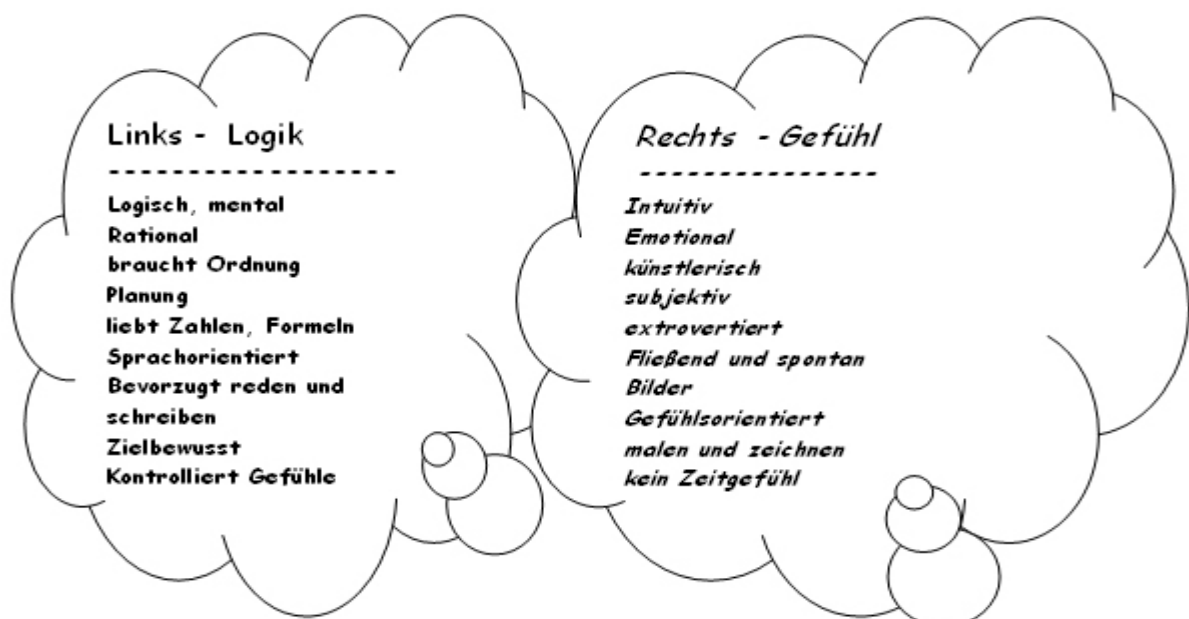 Links - Logik
------------------
Logisch, mental
Rational
braucht Ordnung
Planung
liebt Zahlen, Formeln
Sprachorientiert
Bevorzugt reden und
schreiben
Zielbewusst
Kontrolliert Gefühle
Rechts - Gefühl
---------------
Intuitiv
Emotional
künstlerisch
subjektiv
extrovertiert
Fließend und spontan
Bilder
Gefühlsorientiert
malen und zeichnen
kein Zeitgefühl